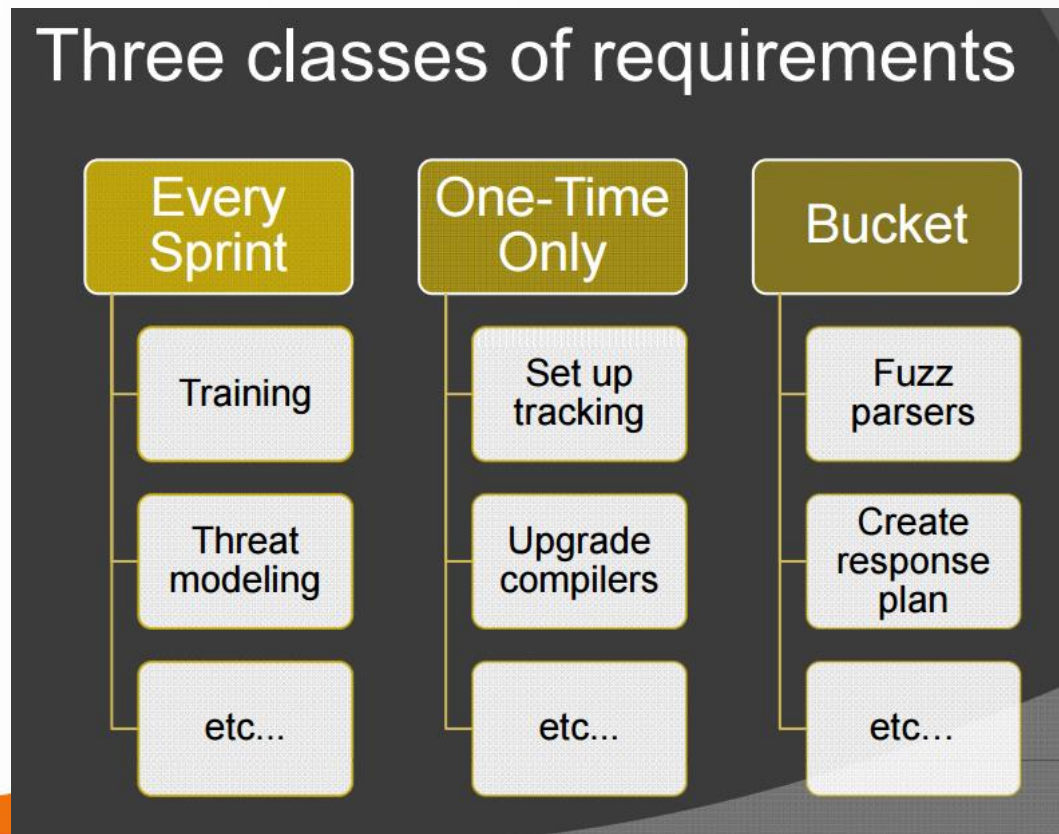 Three classes of requirements
Every
Sprint
Training
Threat
modeling
etc...
One-Time
Only
Set up
tracking
Upgrade
compilers
etc...
Bucket
Fuzz
parsers
Create
response
plan
etc...